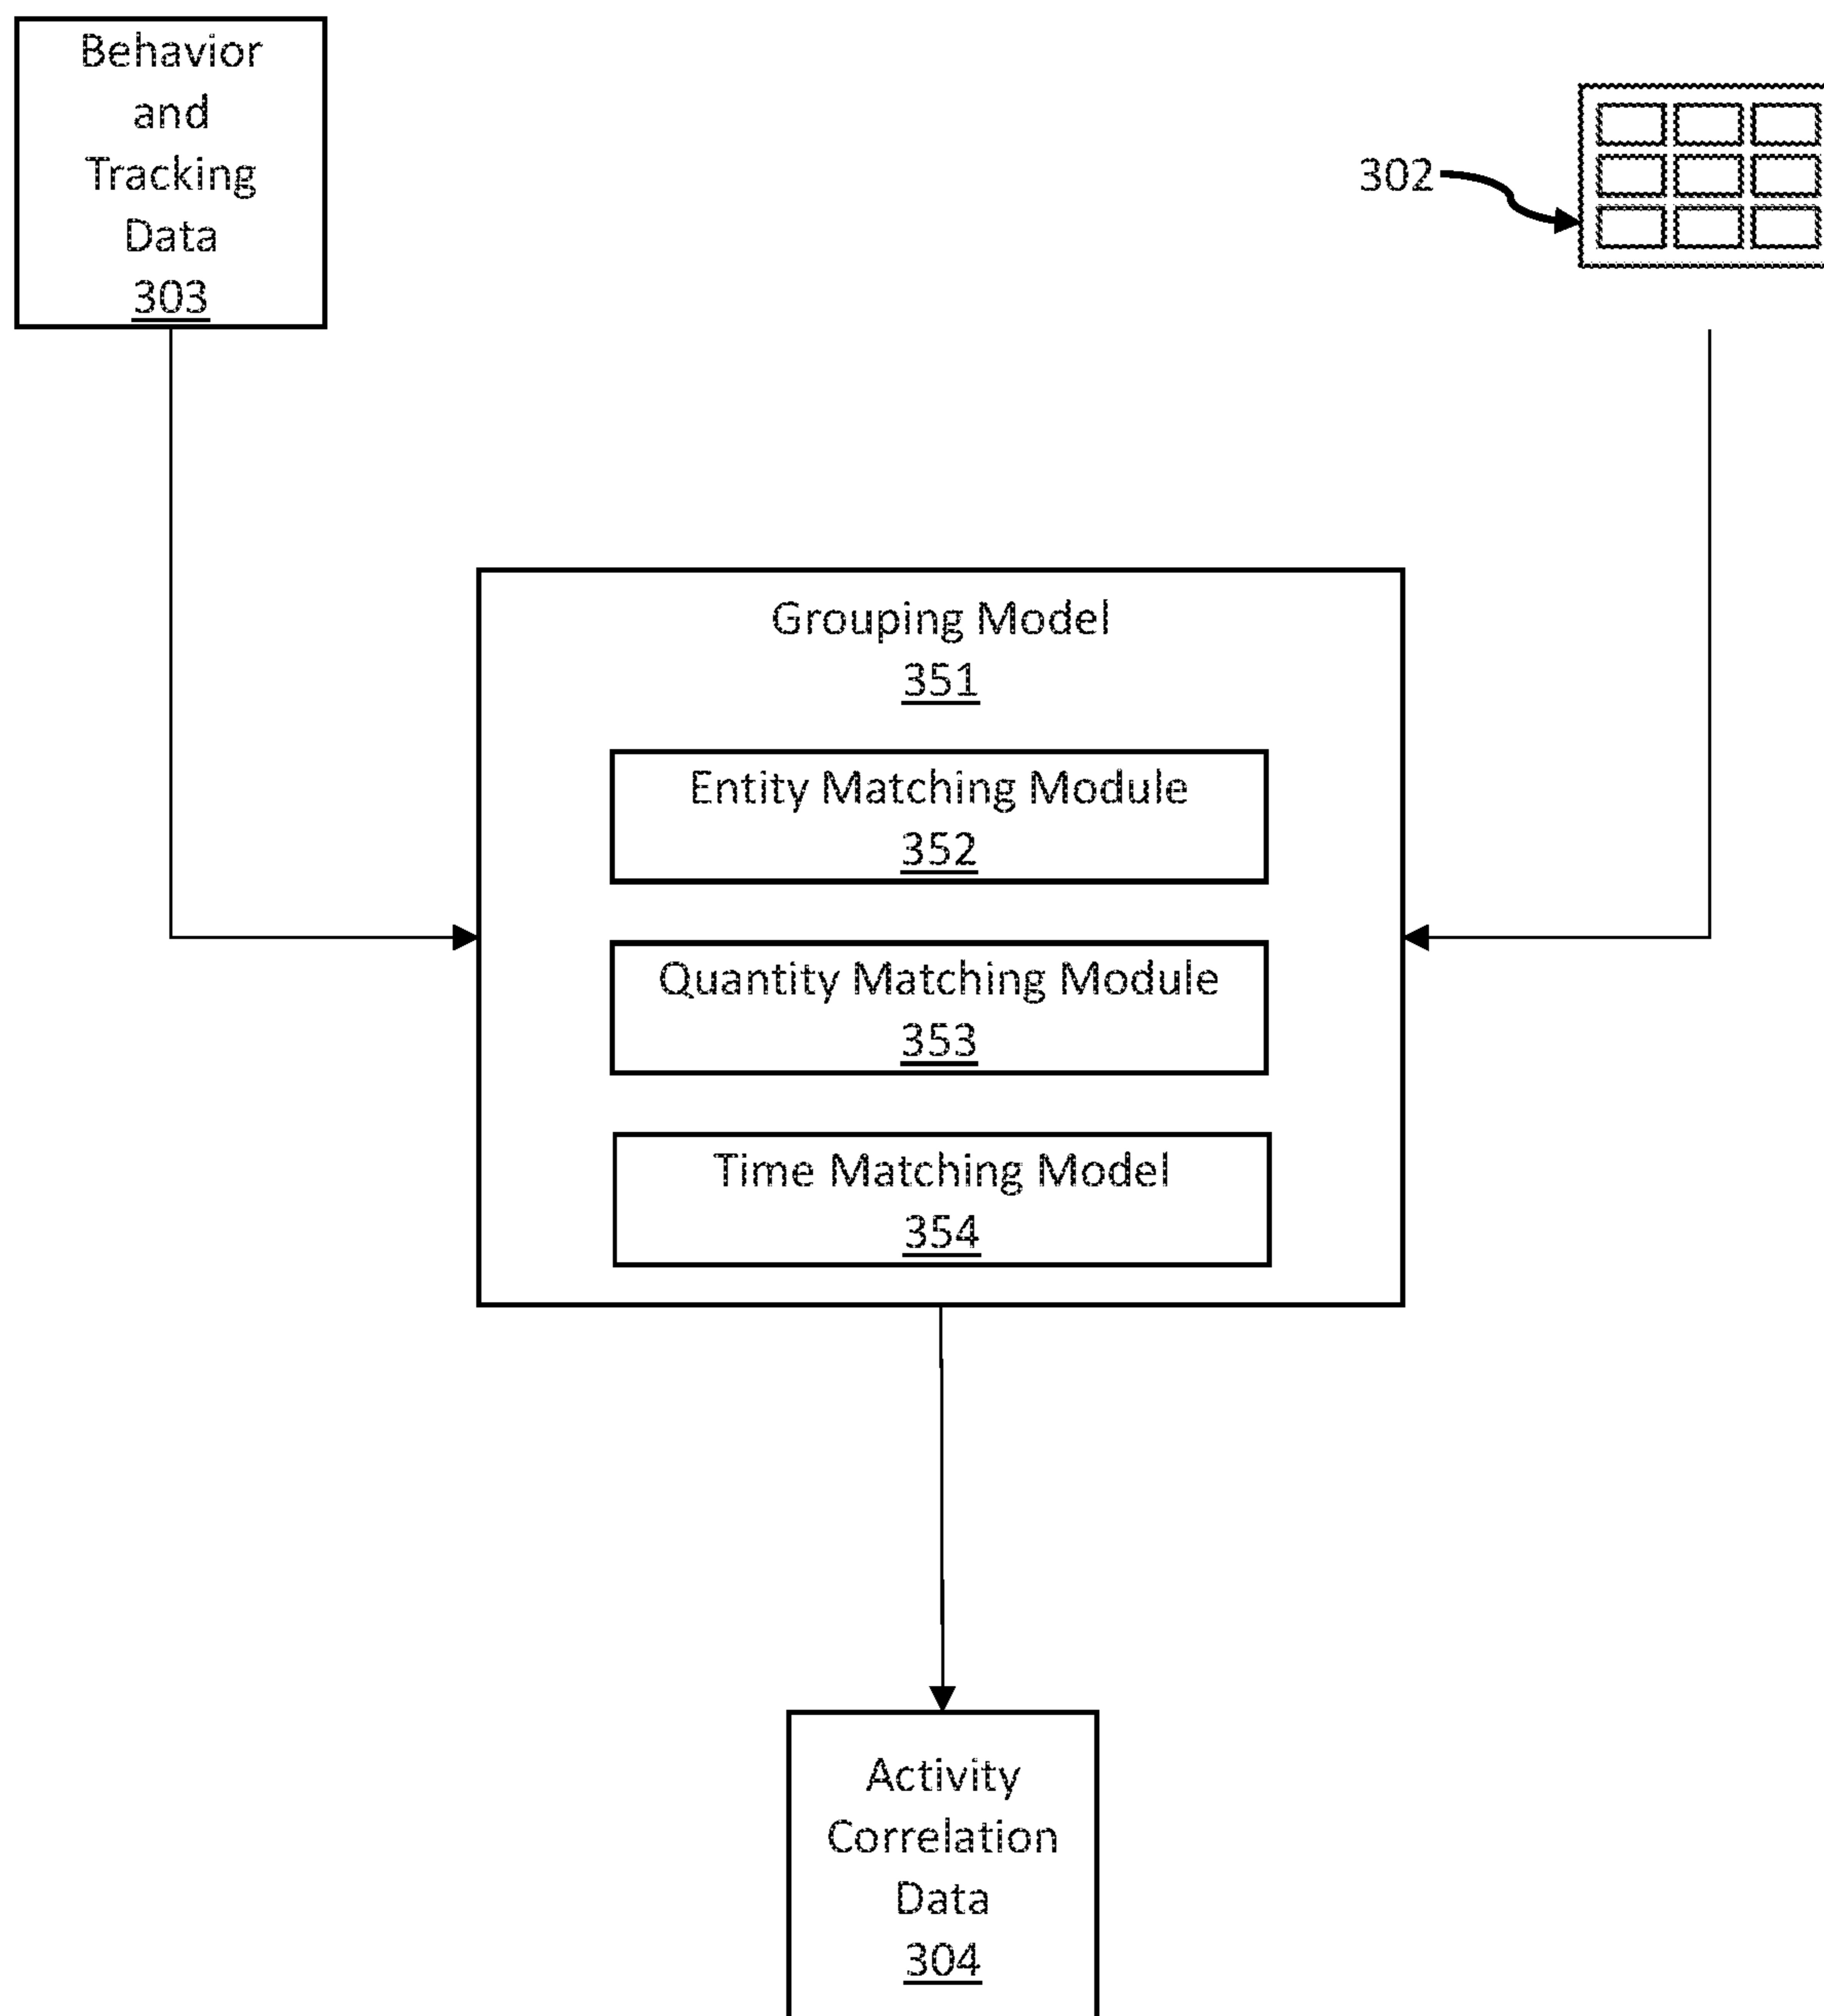 Behavior
and
Tracking
Data
303
302
Grouping Model
351
Entity Matching Module
352
Quantity Matching Module
353
Time Matching Model
354
Activity
Correlation
Data
304